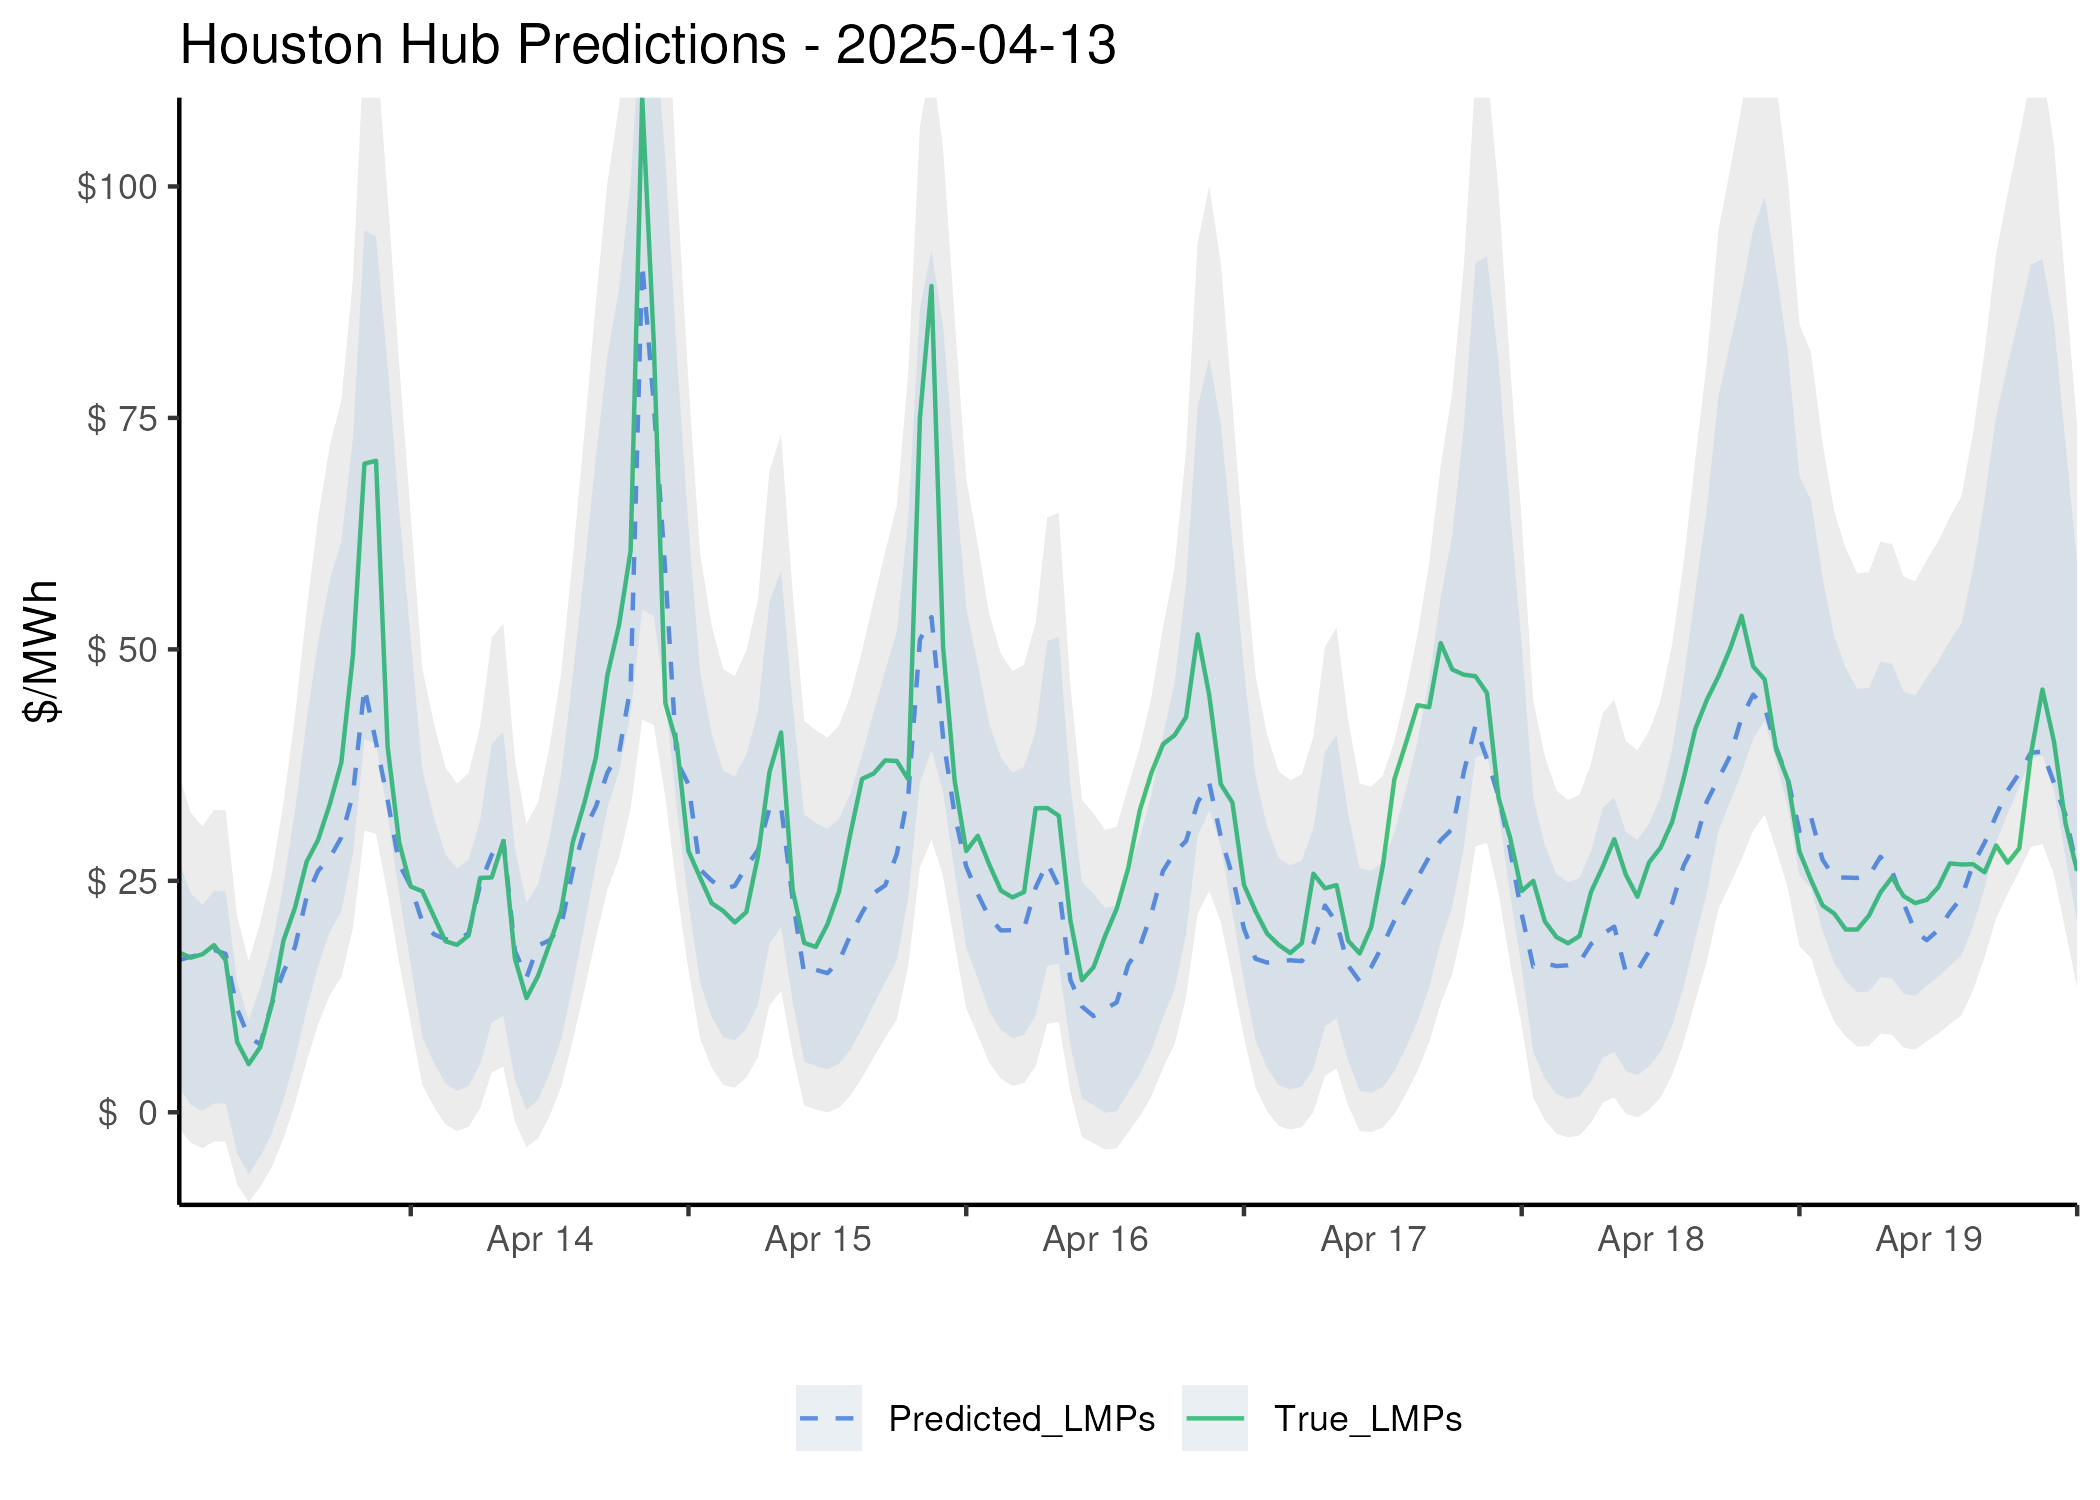 Houston Hub Predictions - 2025-04-13
$/MWh
$100
$ 75
$ 50
$ 25
$ 0
Apr 14 Apr 15 Apr 16 Apr 17 Apr 18 Apr 19
Predicted_LMPs True_LMPs